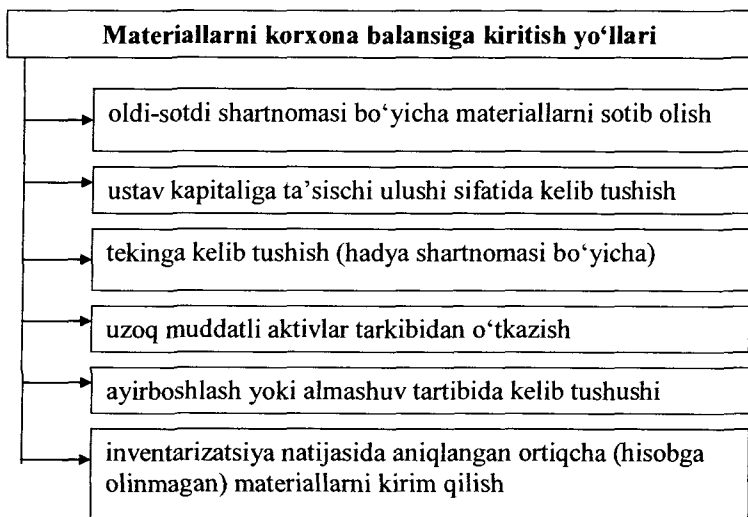 Materiallarni korxona balansiga kiritish yo‘llari
oldi-sotdi shartnomasi bo‘yicha materiallarni sotib olish
ustav kapitaliga ta’sischi ulushi sifatida kelib tushish
tekinga kelib tushish (hadya shartnomasi bo‘yicha)
uzoq muddatli aktivlar tarkibidan o‘tkazish
ayirboshlash yoki almashuv tartibida kelib tushushi
inventarizatsiya natijasida aniqlangan ortiqcha (hisobga
olinmagan) materiallarni kirim qilish